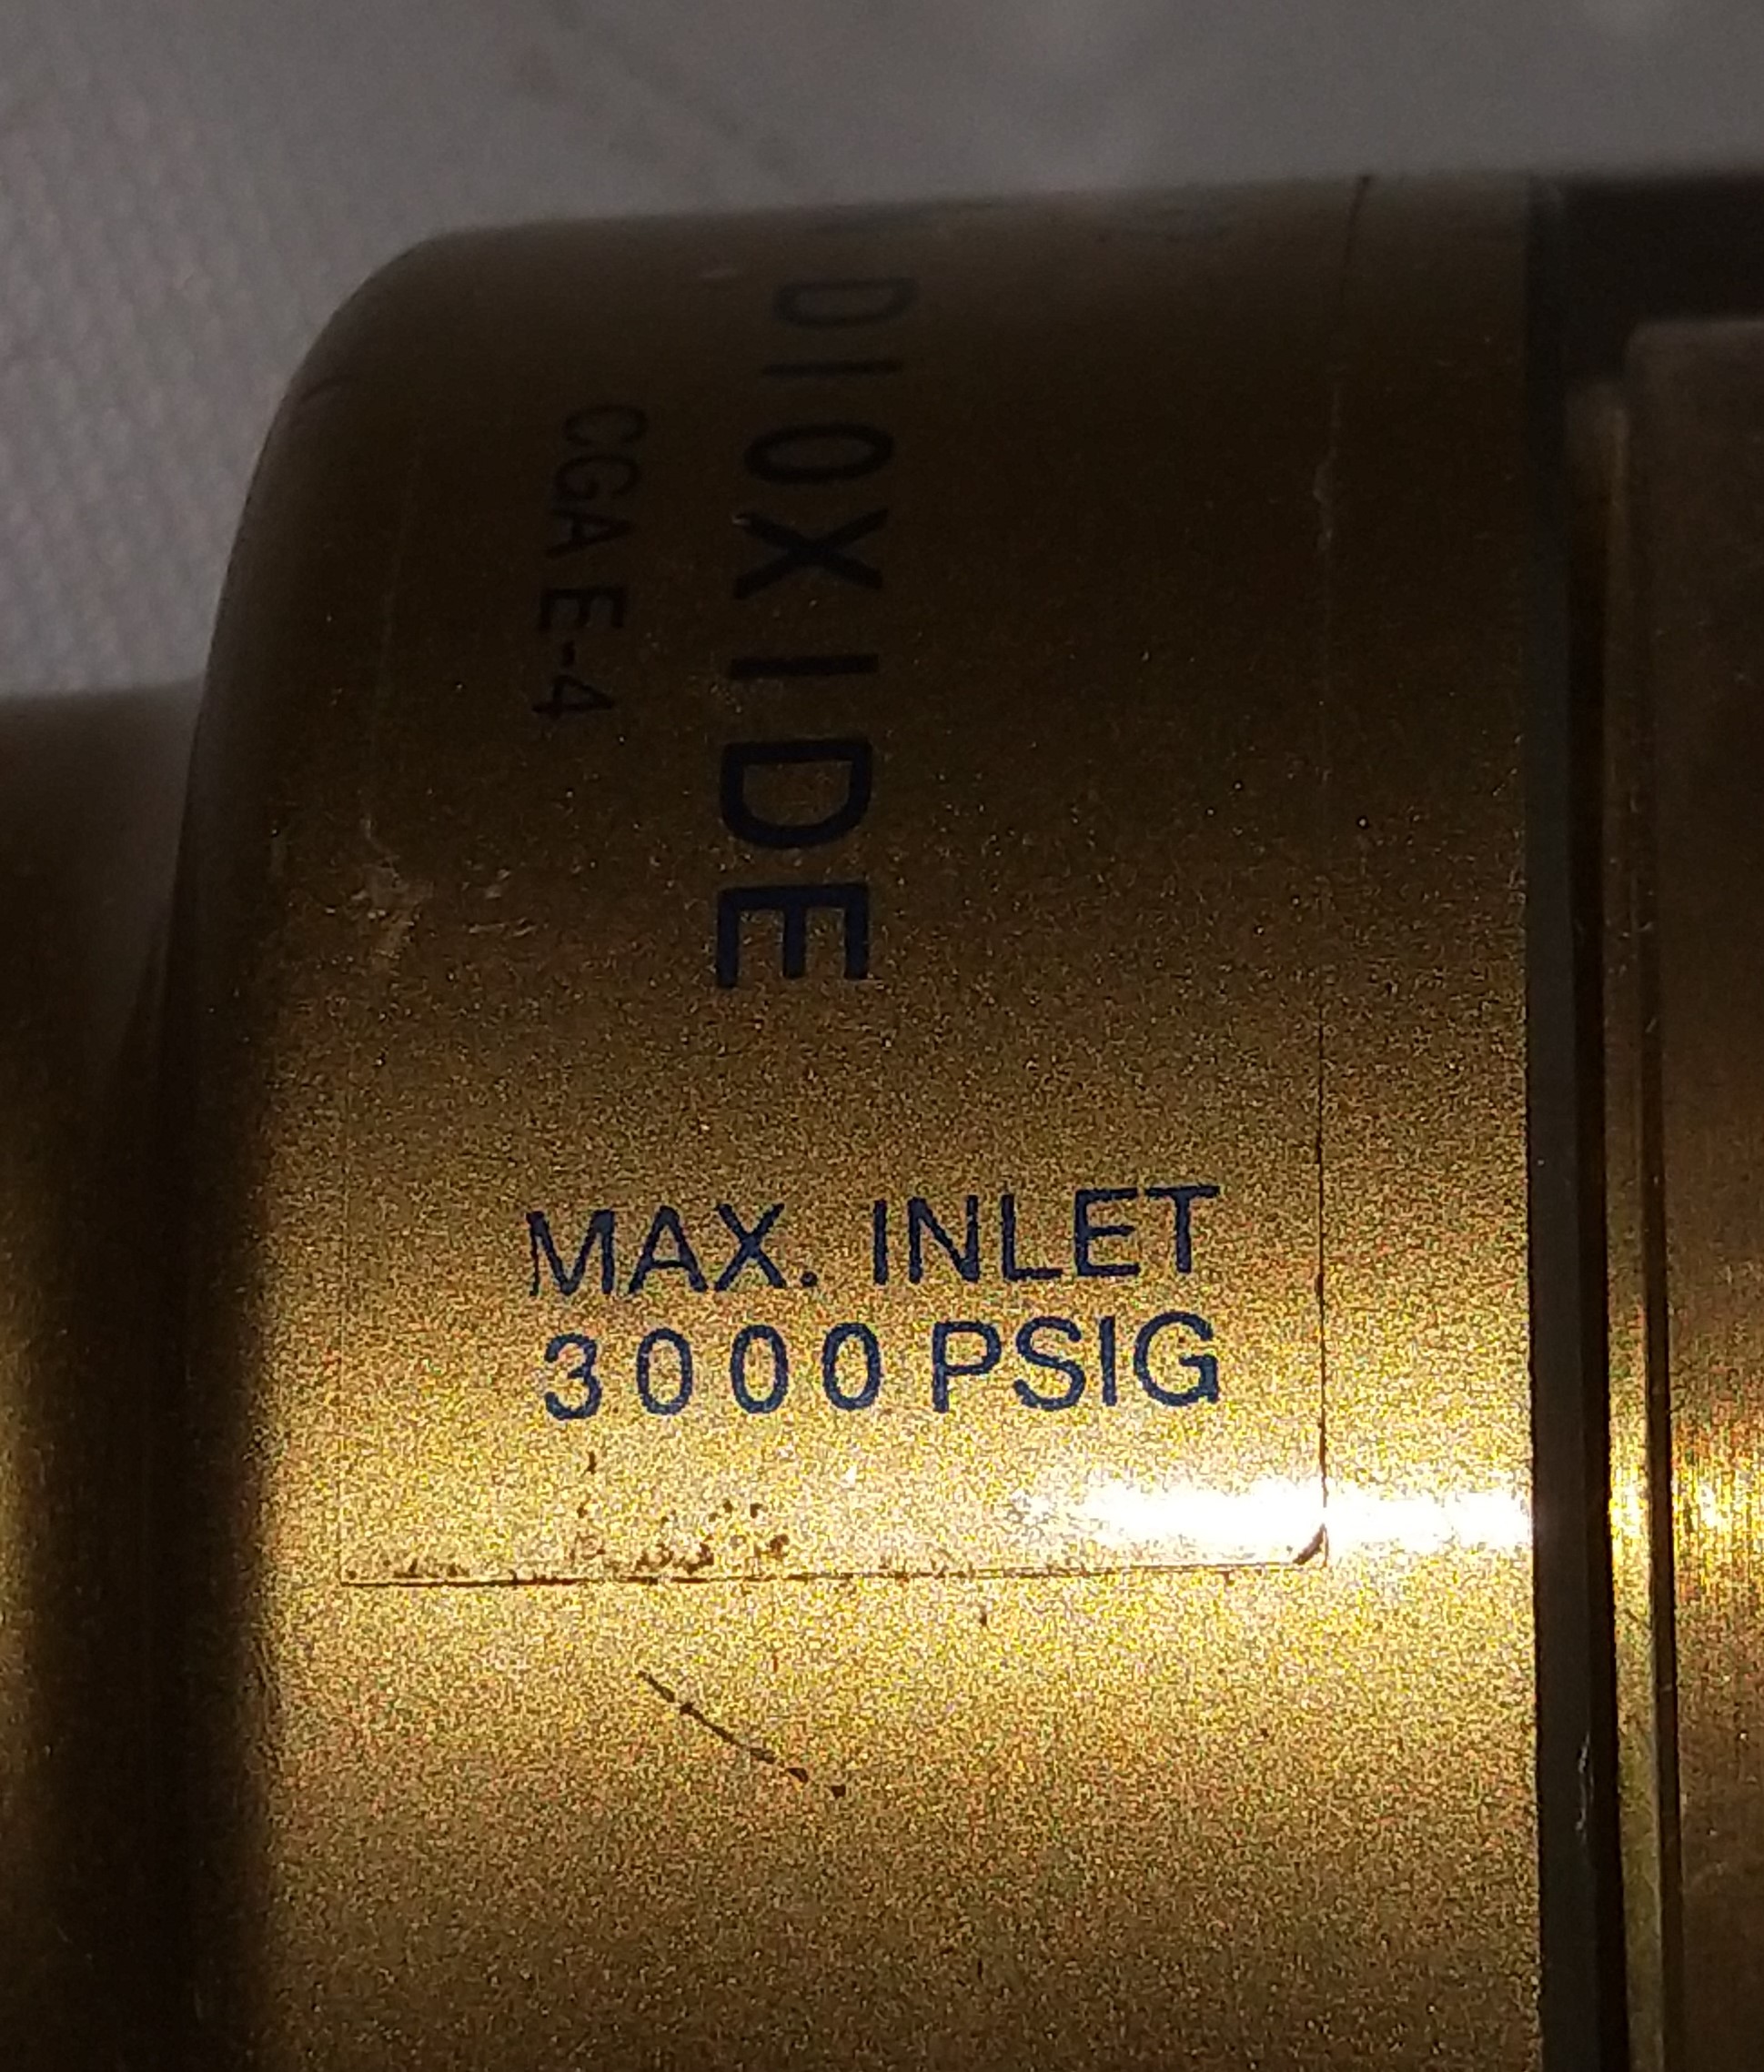 DIOXIDE
CGA E-4
MAX. INLET
3000 PSIG